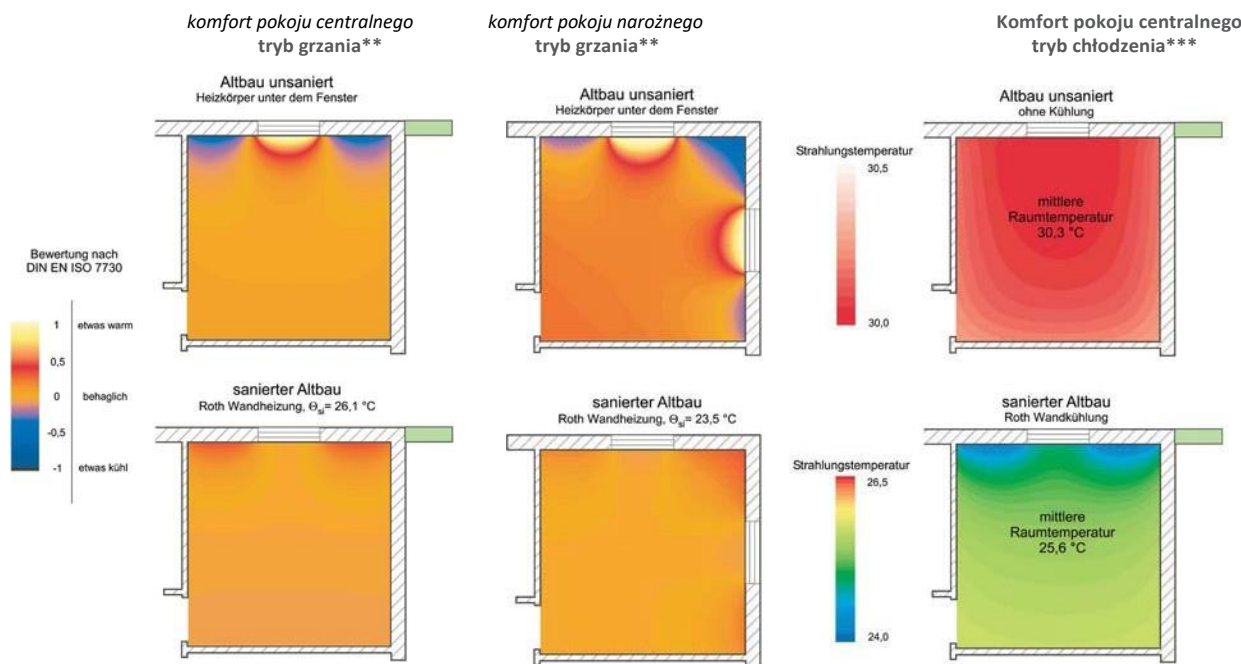 komfort pokoju centralnego
tryb grzania**
komfort pokoju narożnego
tryb grzania**
Komfort pokoju centralnego
tryb chłodzenia***
Altbau unsaniert
Heizkörper unter dem Fenster
Altbau unsaniert
Heizkörper unter dem Fenster
Altbau unsaniert
ohne Kühlung
Strahlungstemperatur
30,5
30,0
mittlere
Raumtemperatur
30,3 °C
Bewertung nach
DIN EN ISO 7730
1 etwas warm
0,5
0 behaglich
-0,5
-1 etwas kühl
sanierter Altbau
Roth Wandheizung, Θsi= 26,1 °C
sanierter Altbau
Roth Wandheizung, Θsi= 23,5 °C
sanierter Altbau
Roth Wandkühlung
Strahlungstemperatur
26,5
24,0
mittlere
Raumtemperatur
25,6 °C